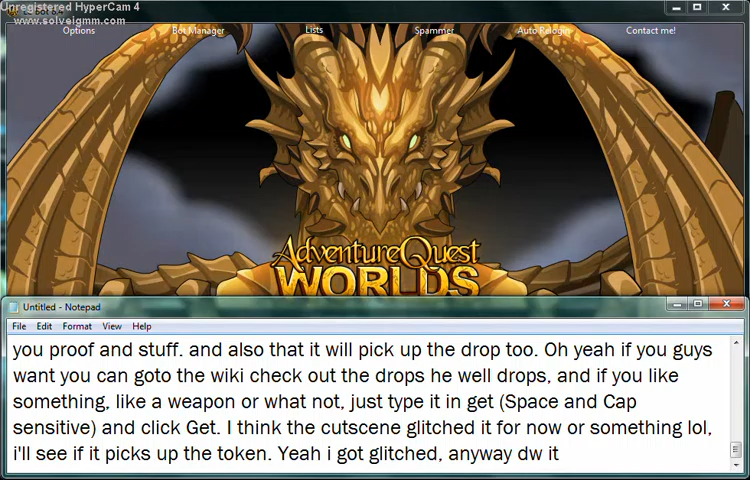 Unregistered HyperCam 4
www.solveigmm.com
Options Bot Manager Lists Spammer Auto Relogin Contact me!
AdventureQuest
WORLDS
Untitled - Notepad
File Edit Format View Help
you proof and stuff. and also that it will pick up the drop too. Oh yeah if you guys
want you can goto the wiki check out the drops he well drops, and if you like
something, like a weapon or what not, just type it in get (Space and Cap
sensitive) and click Get. I think the cutscene glitched it for now or something lol,
i'll see if it picks up the token. Yeah i got glitched, anyway dw it